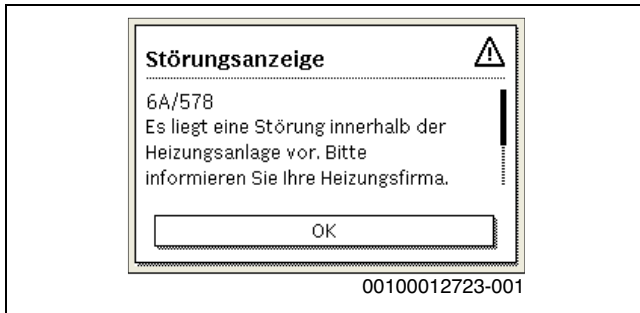 Störungsanzeige
6A/578
Es liegt eine Störung innerhalb der
Heizungsanlage vor. Bitte
informieren Sie Ihre Heizungsfirma.
OK
00100012723-001